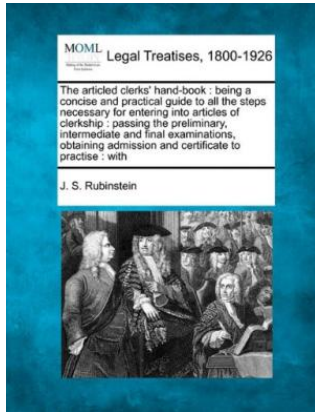 MOML
Legal Treatises, 1800-1926
The articled clerks' hand-book : being a
concise and practical guide to all the steps
necessary for entering into articles of
clerkship : passing the preliminary,
intermediate and final examinations,
obtaining admission and certificate to
practise : with
J. S. Rubinstein